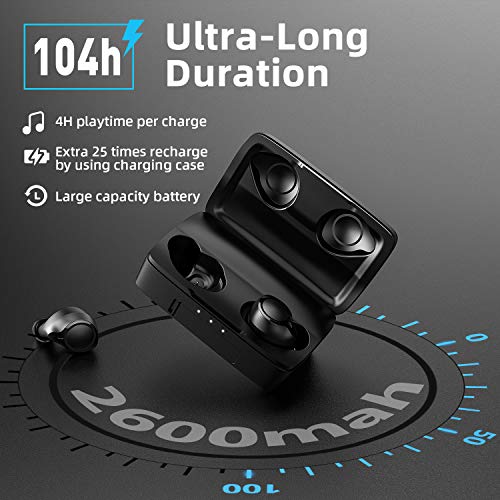 104h
Ultra-Long
Duration
4H playtime per charge
Extra 25 times recharge
by using charging case
Large capacity battery
2600mah
0
50
100